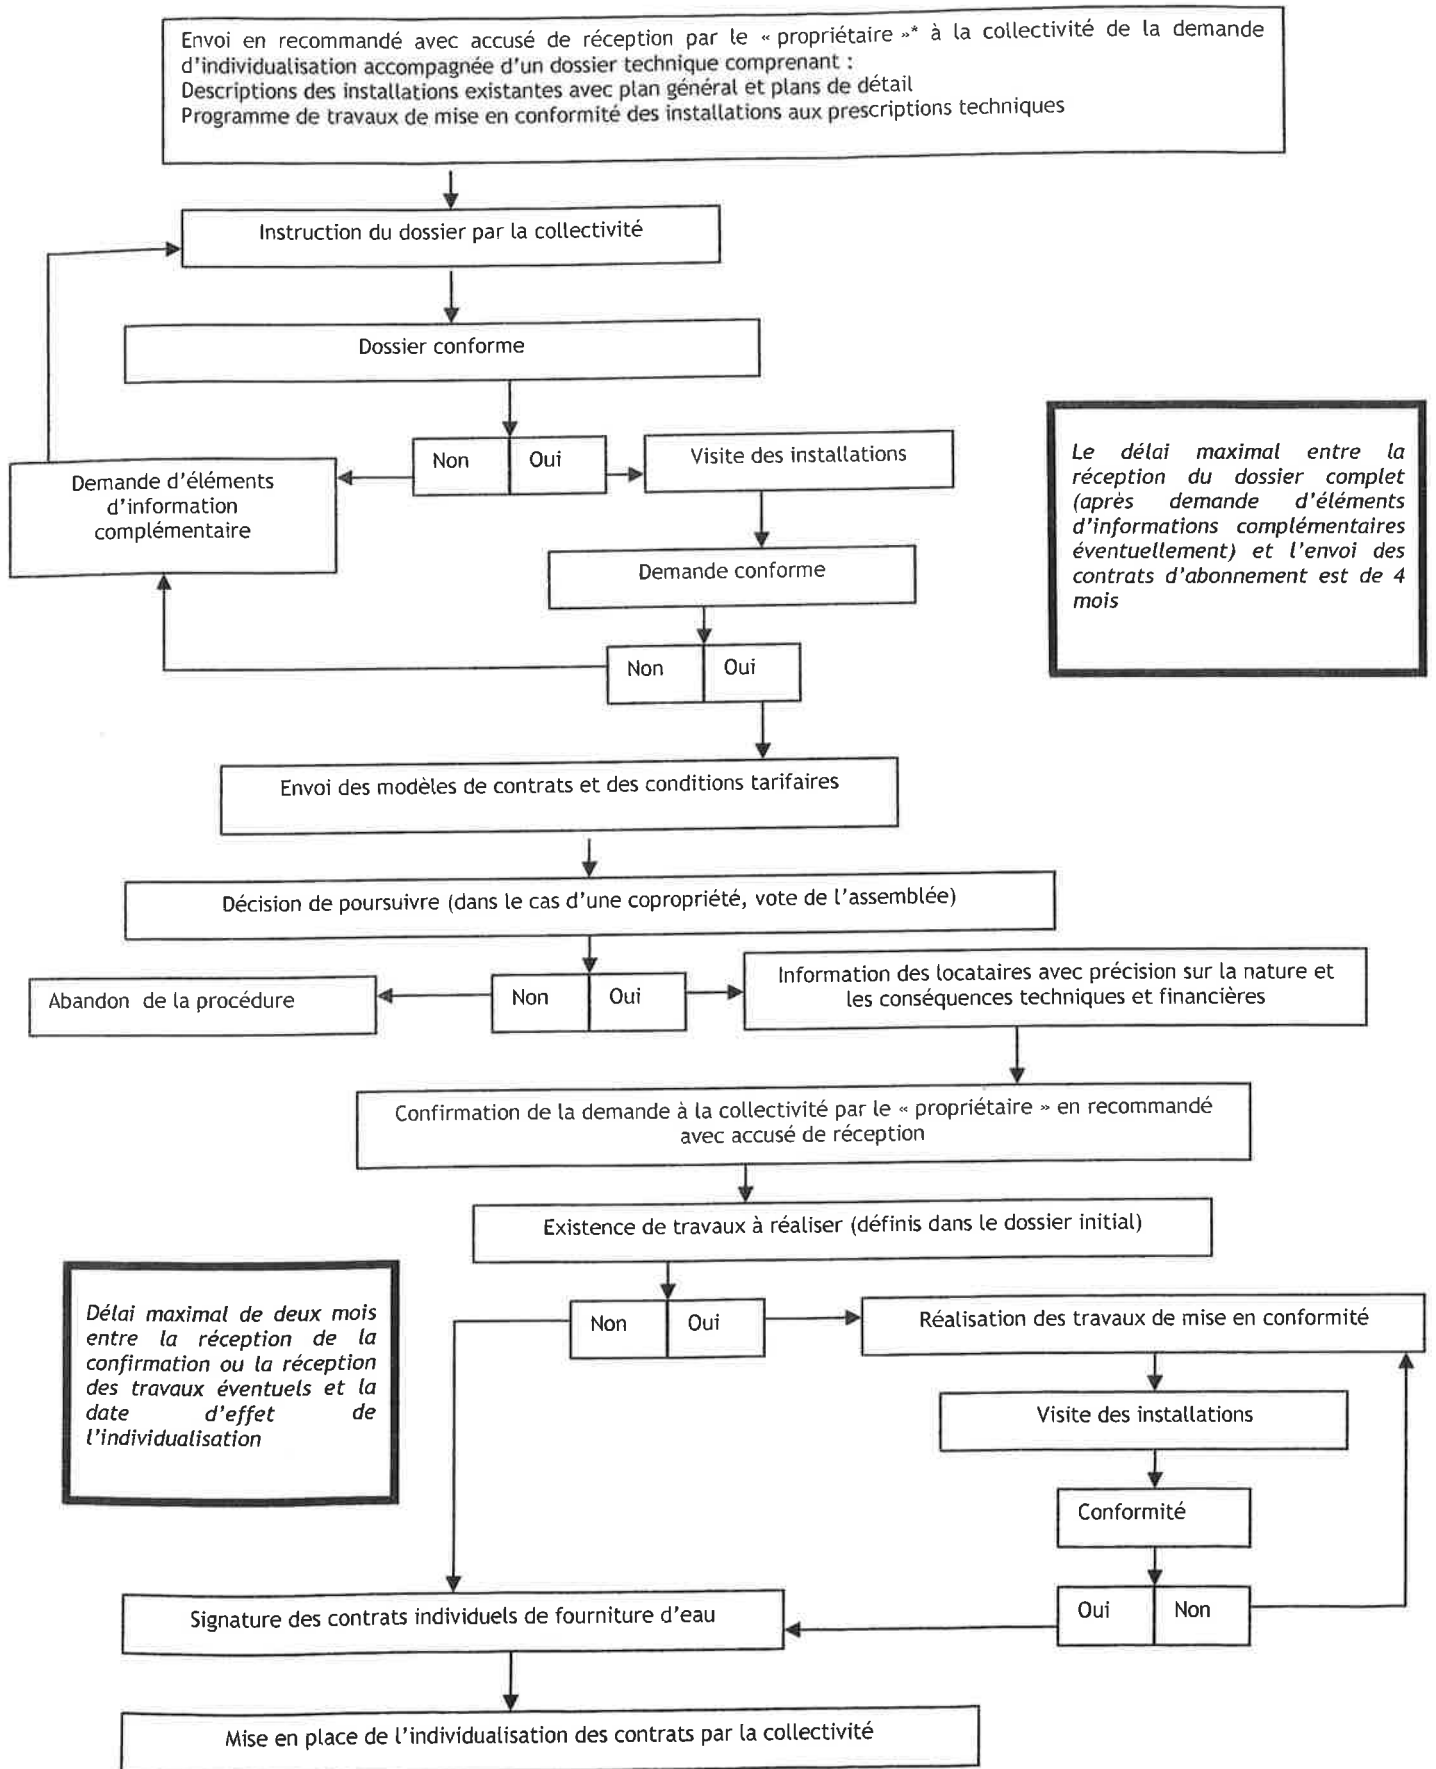 Envoi en recommandé avec accusé de réception par le « propriétaire »* à la collectivité de la demande
d'individualisation accompagnée d'un dossier technique comprenant :
Descriptions des installations existantes avec plan général et plans de détail
Programme de travaux de mise en conformité des installations aux prescriptions techniques
Instruction du dossier par la collectivité
Dossier conforme
Non
Oui
Visite des installations
Demande d'éléments
d'information
complémentaire
Le délai maximal entre la
réception du dossier complet
(après demande d'éléments
d'informations complémentaires
éventuellement) et l'envoi des
contrats d'abonnement est de 4
mois
Demande conforme
Non
Oui
Envoi des modèles de contrats et des conditions tarifaires
Décision de poursuivre (dans le cas d'une copropriété, vote de l'assemblée)
Abandon de la procédure
Non
Oui
Information des locataires avec précision sur la nature et
les conséquences techniques et financières
Confirmation de la demande à la collectivité par le « propriétaire » en recommandé
avec accusé de réception
Existence de travaux à réaliser (définis dans le dossier initial)
Délai maximal de deux mois
entre la réception de la
confirmation ou la réception
des travaux éventuels et la
date d'effet de
l'individualisation
Non
Oui
Réalisation des travaux de mise en conformité
Visite des installations
Conformité
Oui
Non
Signature des contrats individuels de fourniture d'eau
Mise en place de l'individualisation des contrats par la collectivité